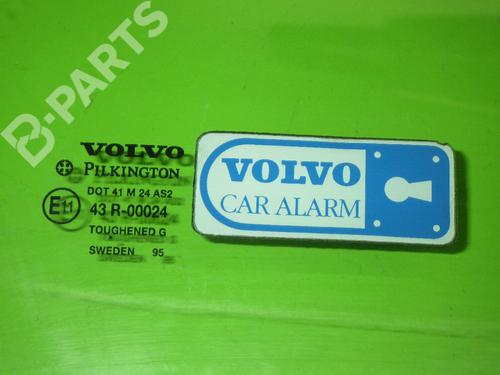 B-PARTS
VOLVO
PILKINGTON
DOT 41 M 24 AS2
E11 43 R-00024
TOUGHENED G
SWEDEN 95
VOLVO
CAR ALARM